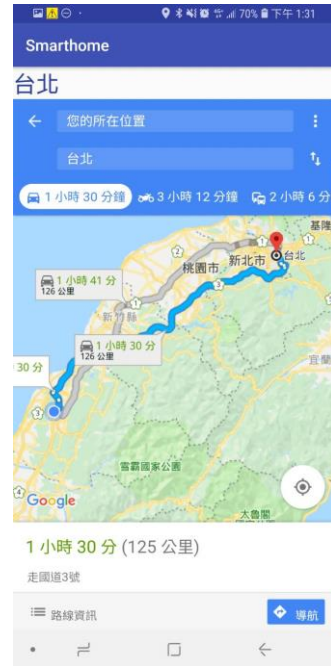 70% 下午 1:31
Smarthome
台北
您的所在位置
台北
1 小時 30 分鐘 3 小時 12 分鐘 2 小時 6 分
基隆
台北
新北市
桃園市
1 小時 41 分
126 公里
新竹縣
1 小時 30 分
126 公里
30 分
宜蘭
雪霸國家公園
Google
太魯閣
1 小時 30 分 (125 公里)
走國道3號
路線資訊 導航